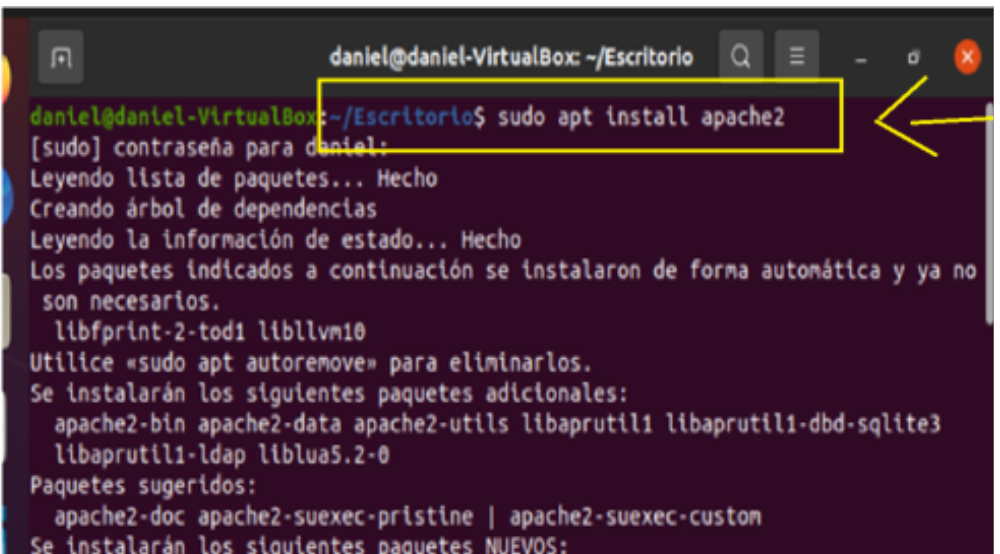 daniel@daniel-VirtualBox: ~/Escritorio
daniel@daniel-VirtualBox:~/Escritorio$ sudo apt install apache2
[sudo] contraseña para daniel:
Leyendo lista de paquetes... Hecho
Creando árbol de dependencias
Leyendo la información de estado... Hecho
Los paquetes indicados a continuación se instalaron de forma automática y ya no
son necesarios.
libfprint-2-tod1 libllvm10
Utilice «sudo apt autoremove» para eliminarlos.
Se instalarán los siguientes paquetes adicionales:
apache2-bin apache2-data apache2-utils libaprutil1 libaprutil1-dbd-sqlite3
libaprutil1-ldap liblua5.2-0
Paquetes sugeridos:
apache2-doc apache2-suexec-pristine | apache2-suexec-custom
Se instalarán los siguientes paquetes NUEVOS: